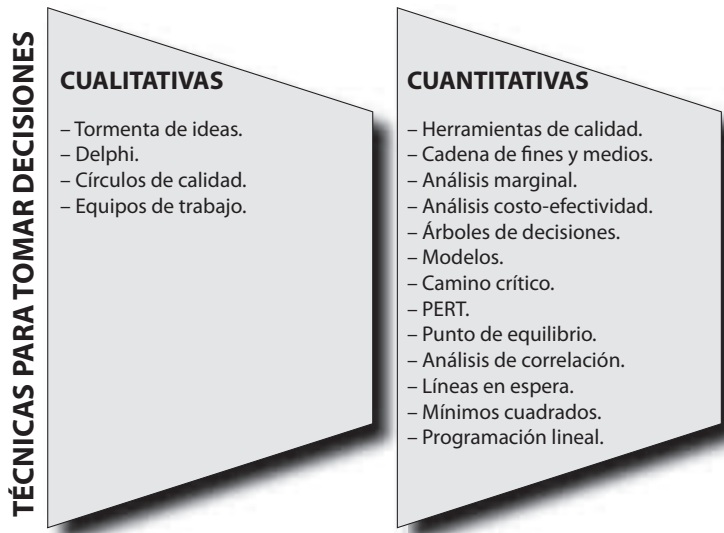 TÉCNICAS PARA TOMAR DECISIONES
CUALITATIVAS
– Tormenta de ideas.
– Delphi.
– Círculos de calidad.
– Equipos de trabajo.
CUANTITATIVAS
– Herramientas de calidad.
– Cadena de fines y medios.
– Análisis marginal.
– Análisis costo-efectividad.
– Árboles de decisiones.
– Modelos.
– Camino crítico.
– PERT.
– Punto de equilibrio.
– Análisis de correlación.
– Líneas en espera.
– Mínimos cuadrados.
– Programación lineal.